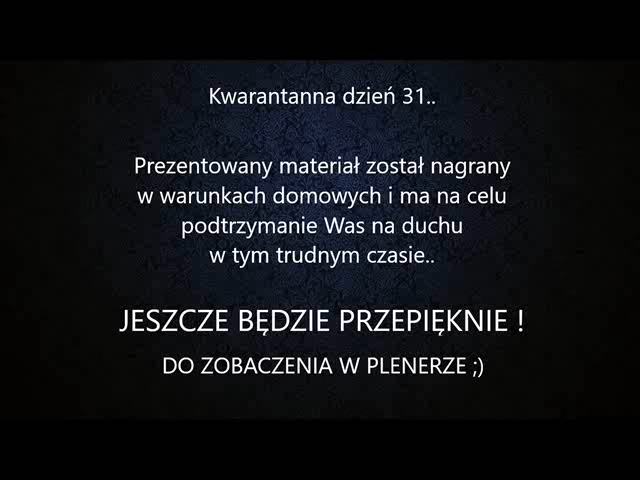 Kwarantanna dzień 31..
Prezentowany materiał został nagrany
w warunkach domowych i ma na celu
podtrzymanie Was na duchu
w tym trudnym czasie..
JESZCZE BĘDZIE PRZEPIĘKNIE !
DO ZOBACZENIA W PLENERZE ;)